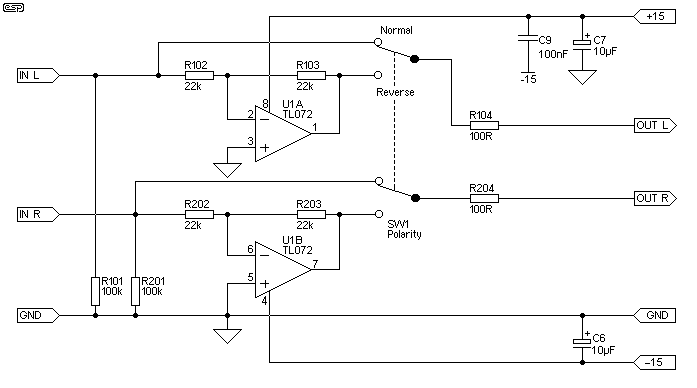 esp
+15
Normal
C9
100nF
C7
+
10µF
-15
IN L
R102
22k
R103
22k
Reverse
8
U1A
TL072
2
−
1
3
+
R104
100R
OUT L
IN R
R202
22k
R203
22k
R204
100R
OUT R
SW1
Polarity
U1B
TL072
6
−
7
5
+
4
R101
100k
R201
100k
GND
GND
+
C6
10µF
−15